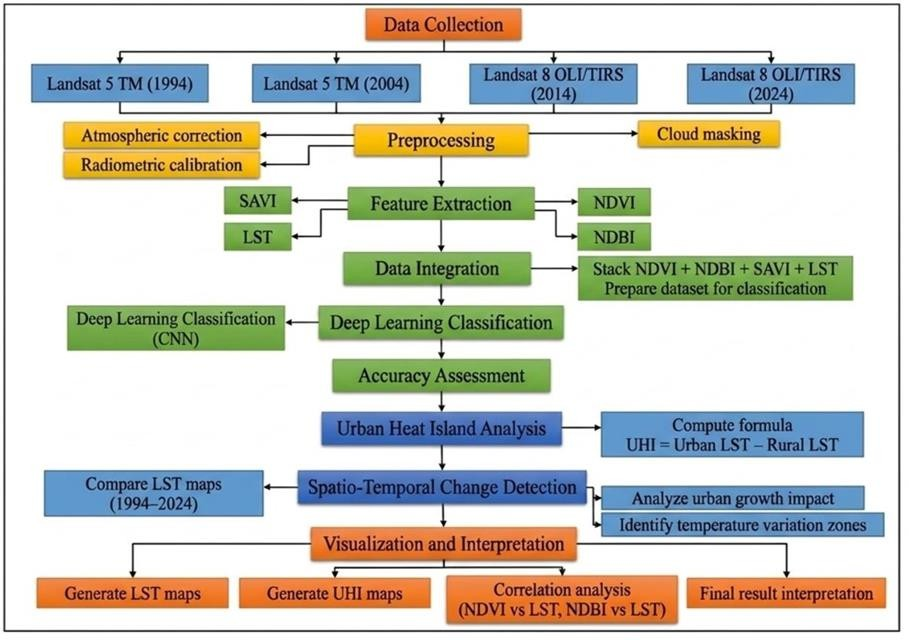 Data Collection
Landsat 5 TM (1994)
Landsat 5 TM (2004)
Landsat 8 OLI/TIRS
(2014)
Landsat 8 OLI/TIRS
(2024)
Atmospheric correction
Preprocessing
Cloud masking
Radiometric calibration
SAVI
Feature Extraction
NDVI
LST
NDBI
Data Integration
Stack NDVI + NDBI + SAVI + LST
Prepare dataset for classification
Deep Learning Classification
(CNN)
Deep Learning Classification
Accuracy Assessment
Urban Heat Island Analysis
Compute formula
UHI = Urban LST – Rural LST
Compare LST maps
(1994–2024)
Spatio-Temporal Change Detection
Analyze urban growth impact
Identify temperature variation zones
Visualization and Interpretation
Generate LST maps
Generate UHI maps
Correlation analysis
(NDVI vs LST, NDBI vs LST)
Final result interpretation